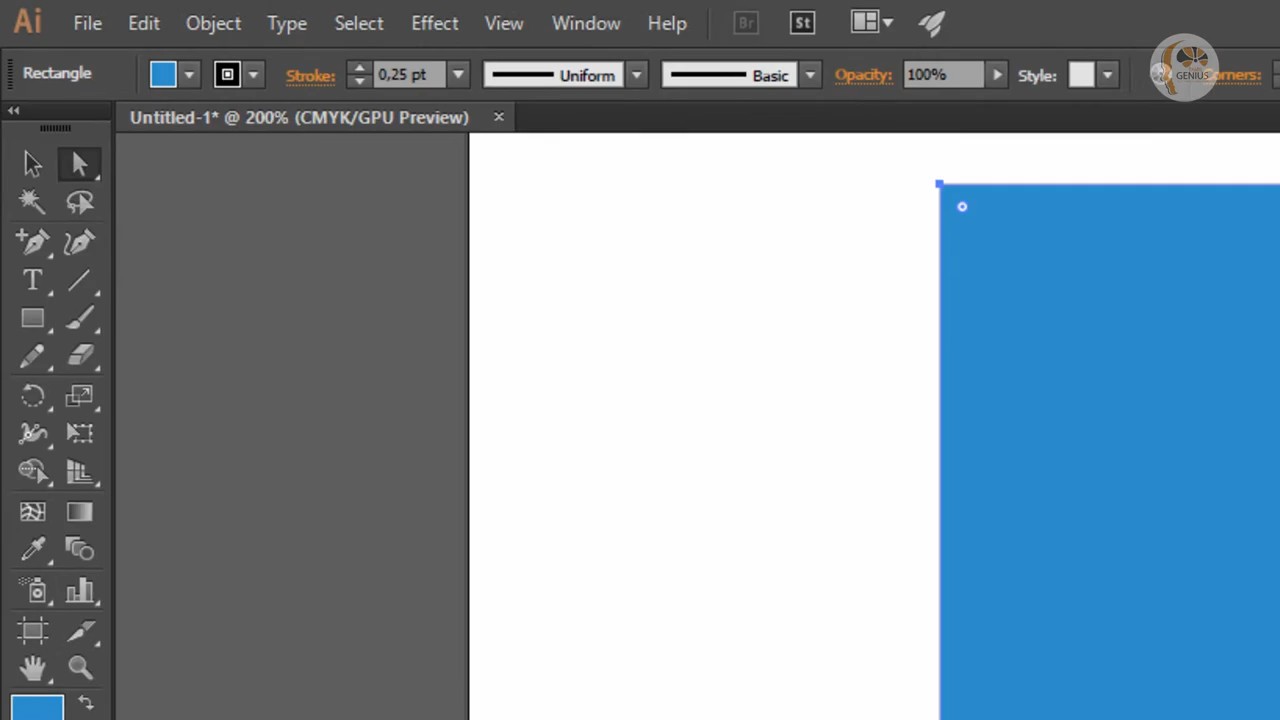 Ai File Edit Object Type Select Effect View Window Help Br St
Rectangle Stroke: 0,25 pt Uniform Basic Opacity: 100% Style: Corners:
GENIUS
Untitled-1* @ 200% (CMYK/GPU Preview) ×
T